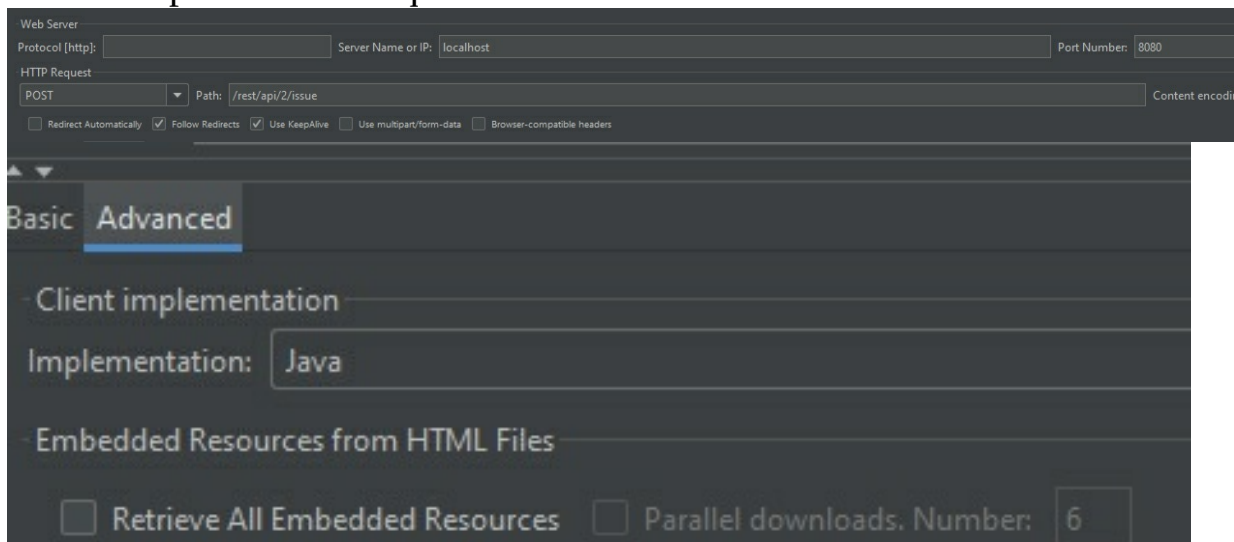 Web Server
Protocol [http]: Server Name or IP: localhost Port Number: 8080
HTTP Request
POST Path: /rest/api/2/issue Content encodin
Redirect Automatically Follow Redirects Use KeepAlive Use multipart/form-data Browser-compatible headers
Basic Advanced
Client implementation
Implementation: Java
Embedded Resources from HTML Files
Retrieve All Embedded Resources Parallel downloads. Number: 6